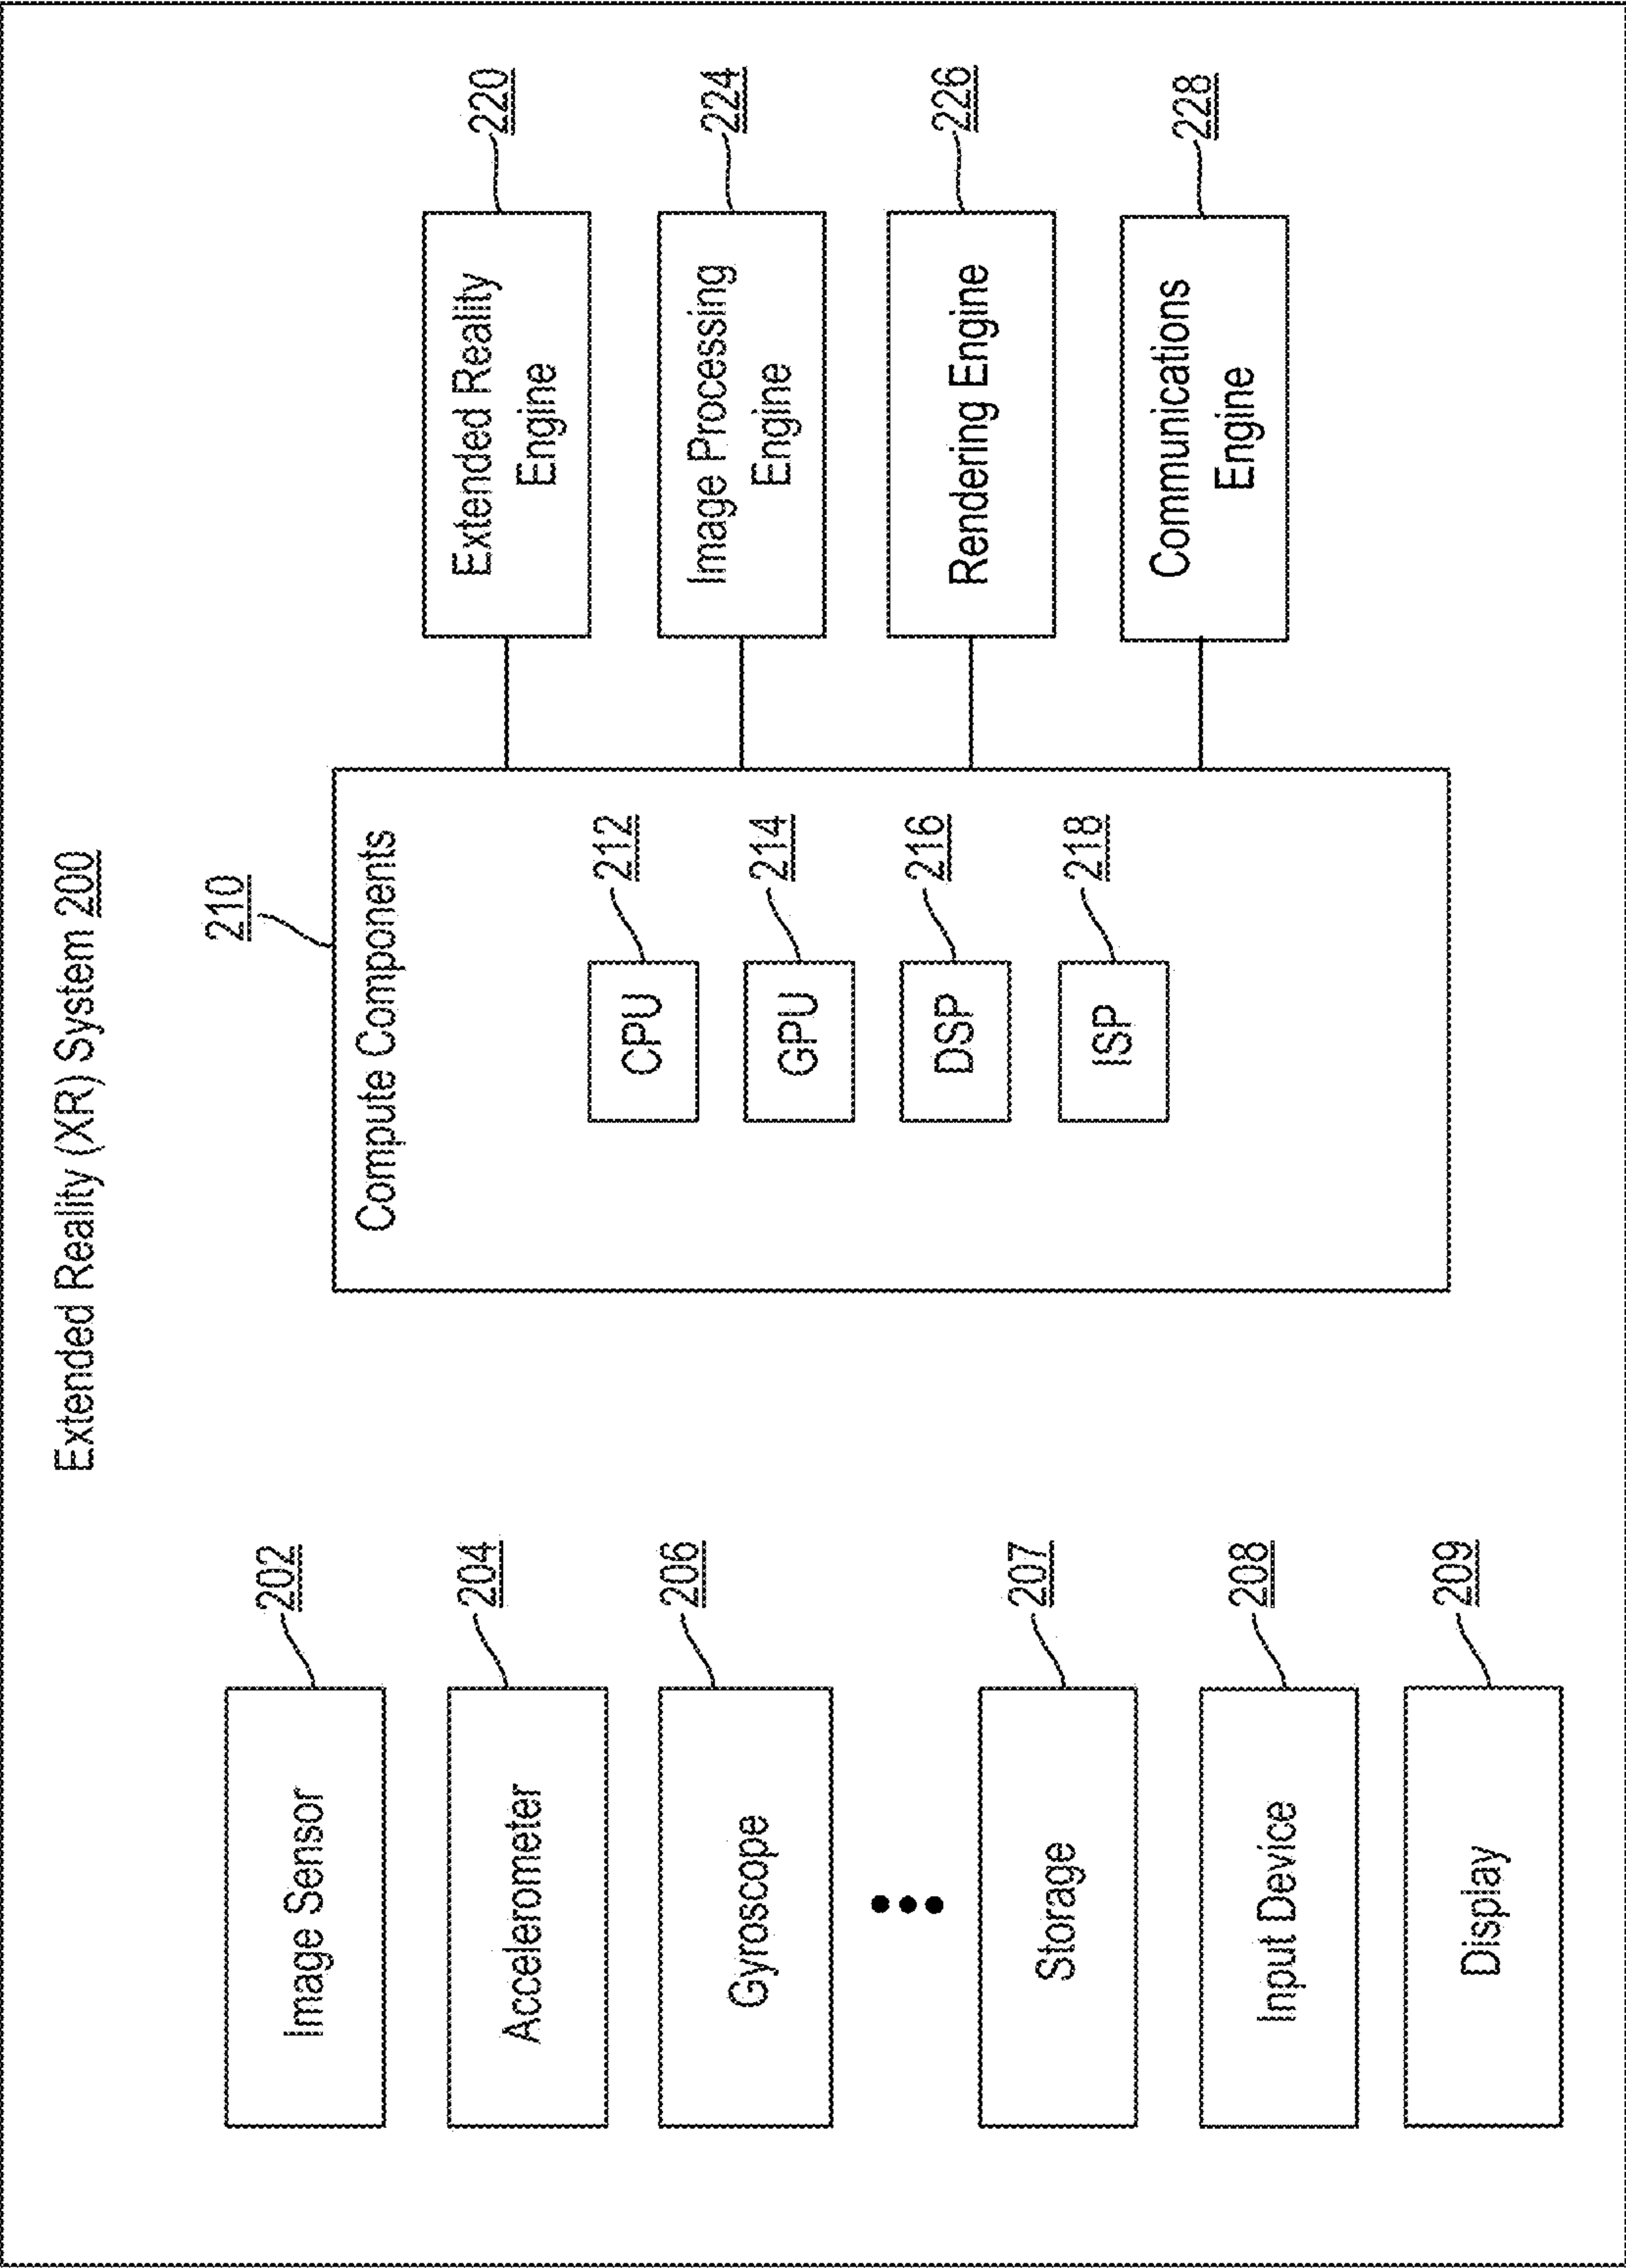 Extended Reality (XR) System 200
Image Sensor
202
Accelerometer
204
Gyroscope
206
Storage
207
Input Device
208
Display
209
210
Compute Components
CPU
212
GPU
214
DSP
216
ISP
218
Extended Reality
Engine
220
Image Processing
Engine
224
Rendering Engine
226
Communications
Engine
228